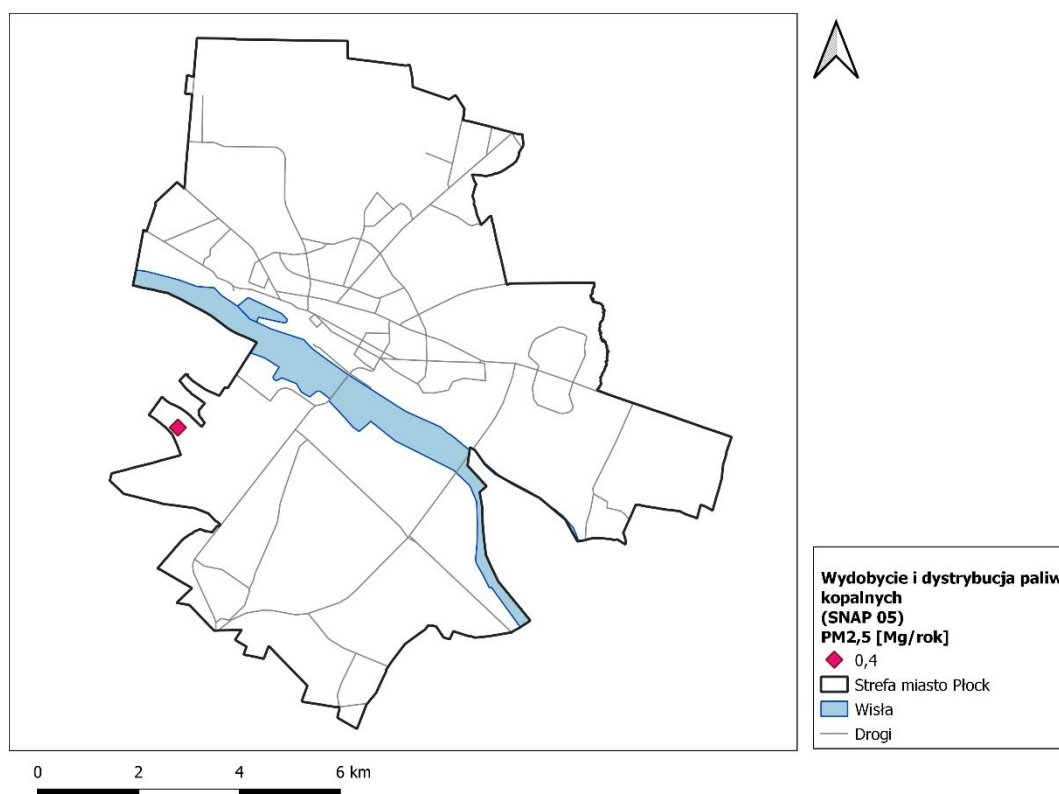 Wydobycie i dystrybucja paliw
kopalnych
(SNAP 05)
PM2,5 [Mg/rok]
0,4
Strefa miasto Płock
Wisła
Drogi
0 2 4 6 km